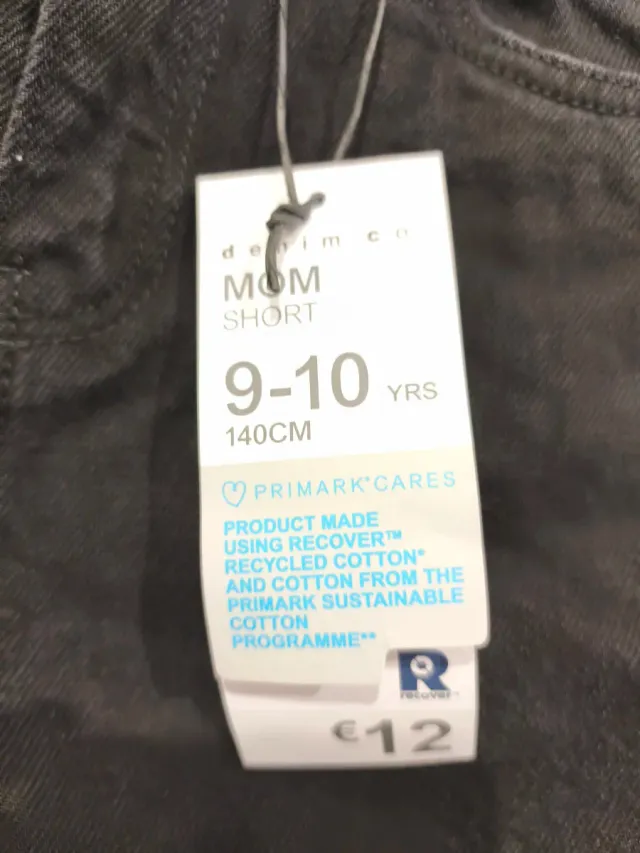 denim co
MOM
SHORT
9-10 YRS
140CM
PRIMARK®CARES
PRODUCT MADE
USING RECOVER™
RECYCLED COTTON*
AND COTTON FROM THE
PRIMARK SUSTAINABLE
COTTON
PROGRAMME**
R
recover™
€12